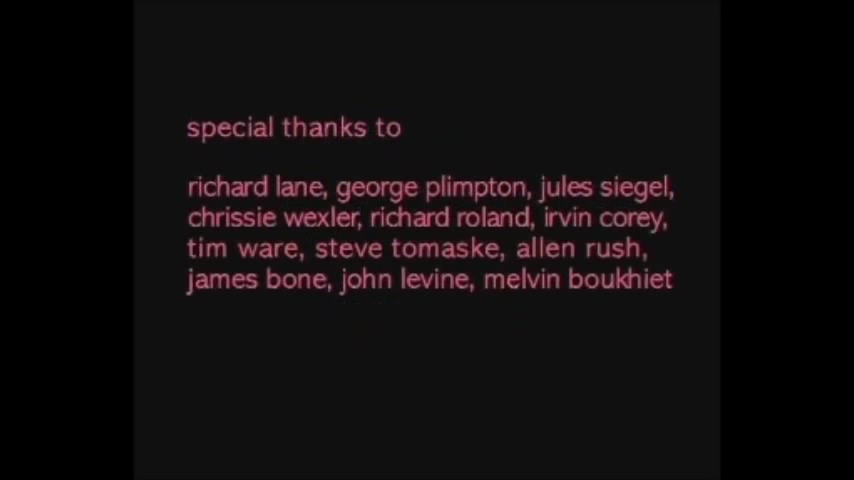 special thanks to
richard lane, george plimpton, jules siegel,
chrissie wexler, richard roland, irvin corey,
tim ware, steve tomaske, allen rush,
james bone, john levine, melvin boukhiet